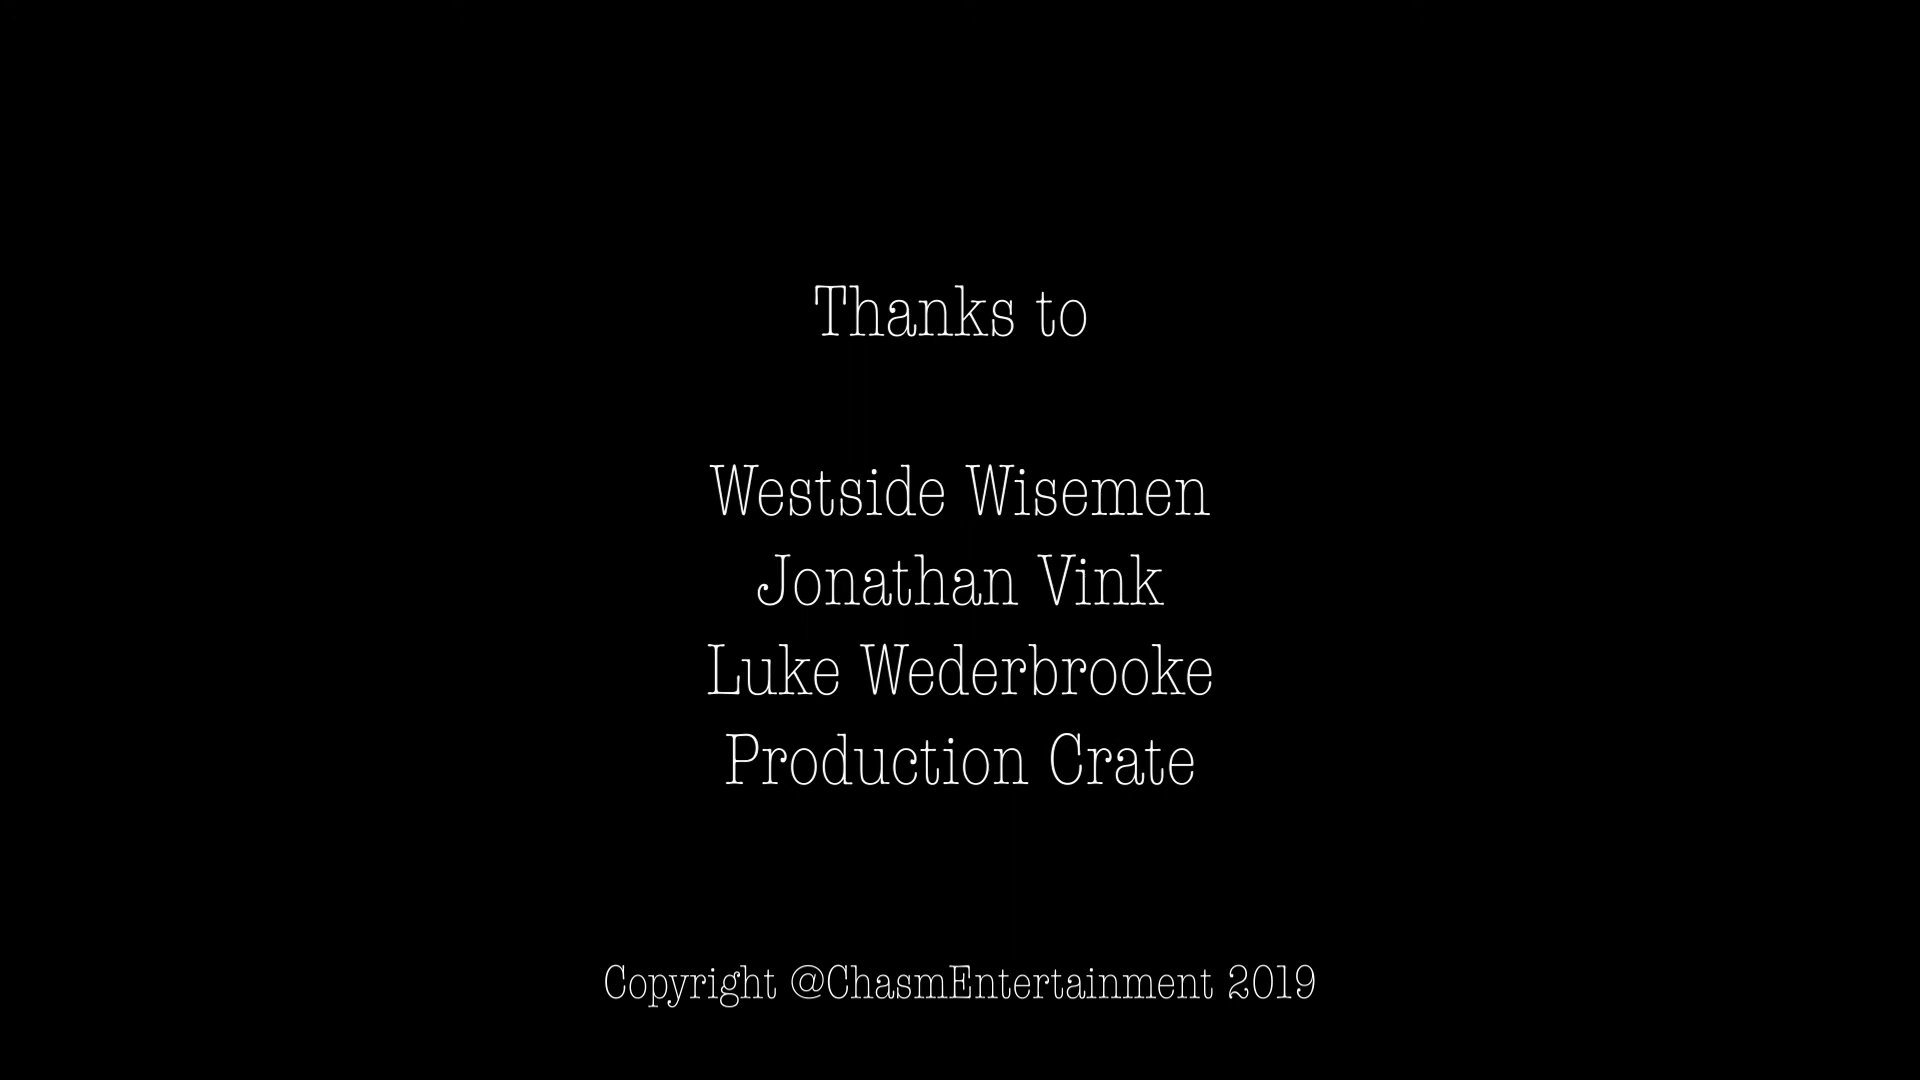 Thanks to
Westside Wisemen
Jonathan Vink
Luke Wederbrooke
Production Crate
Copyright @ChasmEntertainment 2019